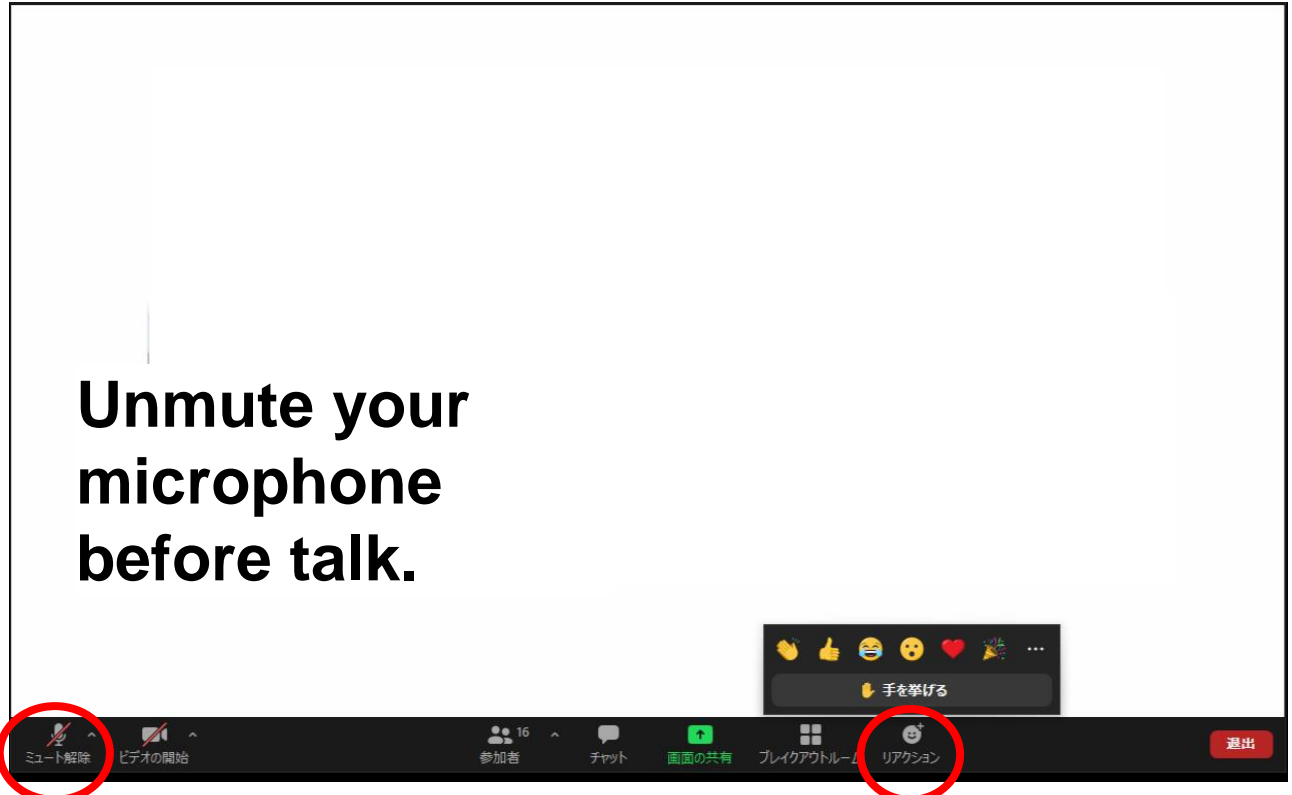 Unmute your
microphone
before talk.
手を挙げる
ミュート解除
ビデオの開始
16
参加者
チャット
画面の共有
ブレイクアウトルーム
リアクション
退出